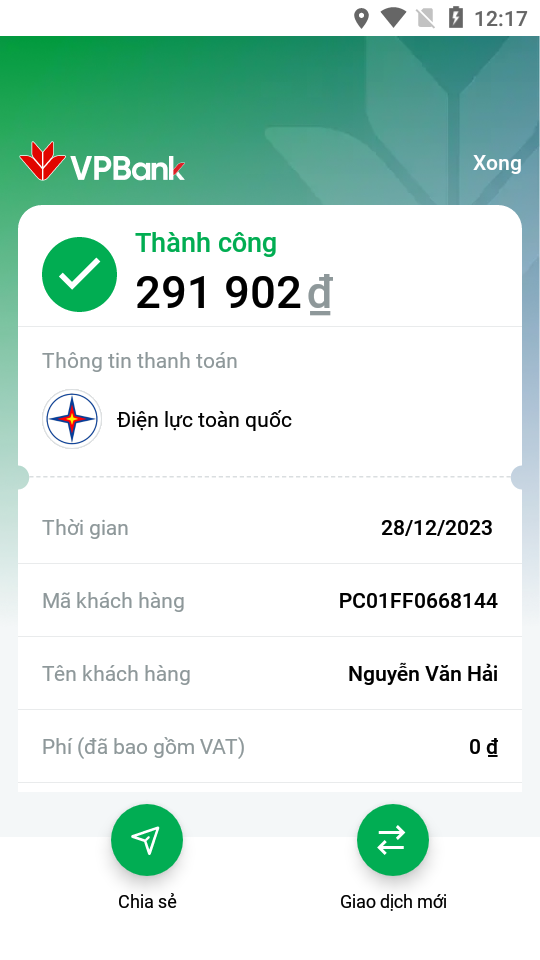 12:17
VPBank
Xong
Thành công
291 902 ₫
Thông tin thanh toán
Điện lực toàn quốc
Thời gian 28/12/2023
Mã khách hàng PC01FF0668144
Tên khách hàng Nguyễn Văn Hải
Phí (đã bao gồm VAT) 0 ₫
Chia sẻ
Giao dịch mới